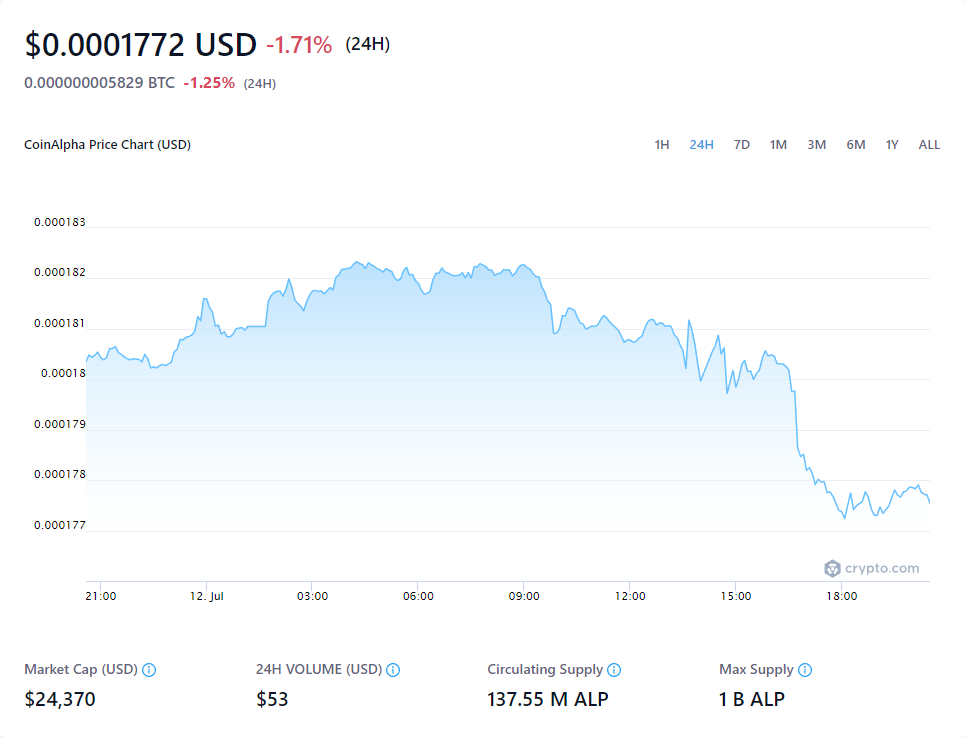 $0.0001772 USD -1.71% (24H)
0.000000005829 BTC -1.25% (24H)
CoinAlpha Price Chart (USD) 1H 24H 7D 1M 3M 6M 1Y ALL
0.000183
0.000182
0.000181
0.00018
0.000179
0.000178
0.000177
crypto.com
21:00 12. Jul 03:00 06:00 09:00 12:00 15:00 18:00
Market Cap (USD) 24H VOLUME (USD) Circulating Supply Max Supply
$24,370 $53 137.55 M ALP 1 B ALP